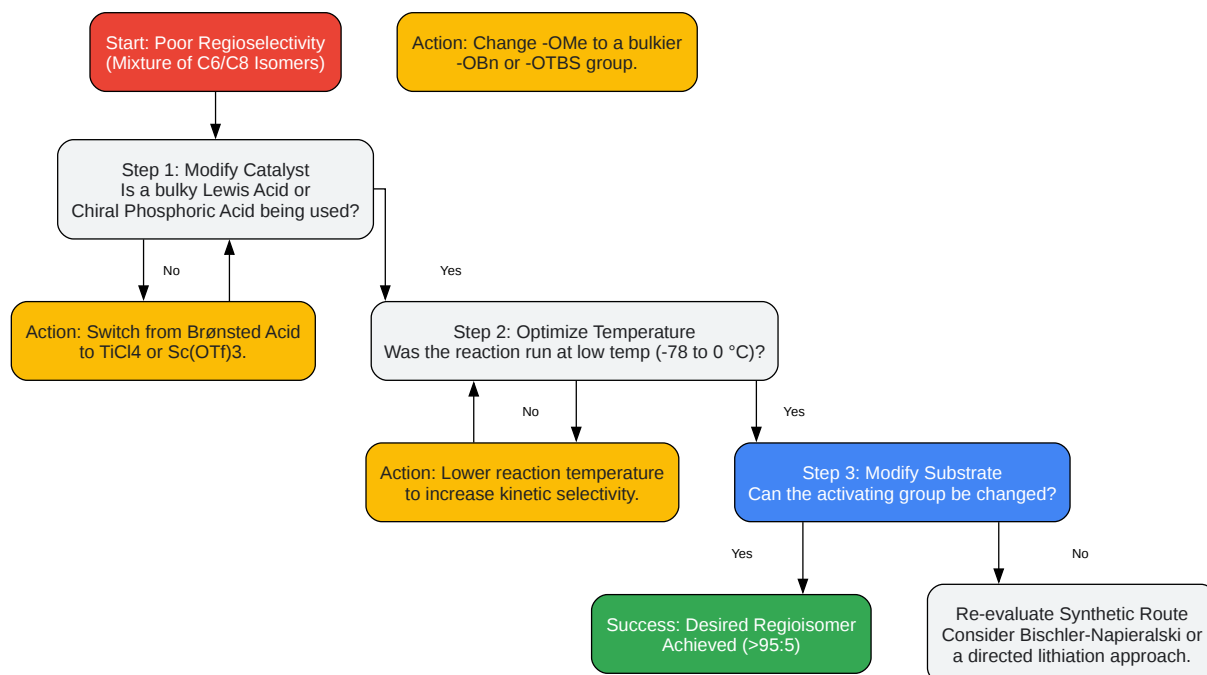 Start: Poor Regioselectivity
(Mixture of C6/C8 Isomers)
Action: Change -OMe to a bulkier
-OBn or -OTBS group.
Step 1: Modify Catalyst
Is a bulky Lewis Acid or
Chiral Phosphoric Acid being used?
No
Yes
Action: Switch from Brønsted Acid
to TiCl4 or Sc(OTf)3.
Step 2: Optimize Temperature
Was the reaction run at low temp (-78 to 0 °C)?
No
Yes
Action: Lower reaction temperature
to increase kinetic selectivity.
Step 3: Modify Substrate
Can the activating group be changed?
Yes
No
Success: Desired Regioisomer
Achieved (>95:5)
Re-evaluate Synthetic Route
Consider Bischler-Napieralski or
a directed lithiation approach.